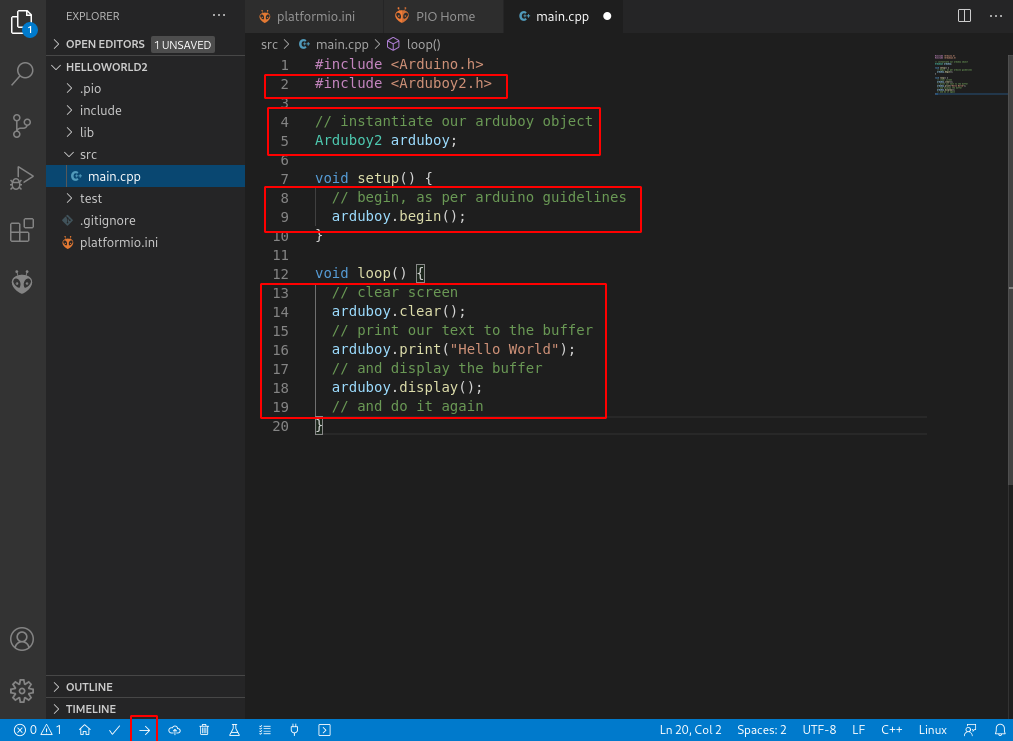 1
EXPLORER
···
OPEN EDITORS 1 UNSAVED
HELLOWORLD2
.pio
include
lib
src
main.cpp
test
.gitignore
platformio.ini
OUTLINE
TIMELINE
platformio.ini
PIO Home
main.cpp
···
src > main.cpp > loop()
1 #include <Arduino.h>
2 #include <Arduboy2.h>
3
4 // instantiate our arduboy object
5 Arduboy2 arduboy;
6
7 void setup() {
8 // begin, as per arduino guidelines
9 arduboy.begin();
10 }
11
12 void loop() {
13 // clear screen
14 arduboy.clear();
15 // print our text to the buffer
16 arduboy.print("Hello World");
17 // and display the buffer
18 arduboy.display();
19 // and do it again
20 }
0 1
Ln 20, Col 2 Spaces: 2 UTF-8 LF C++ Linux